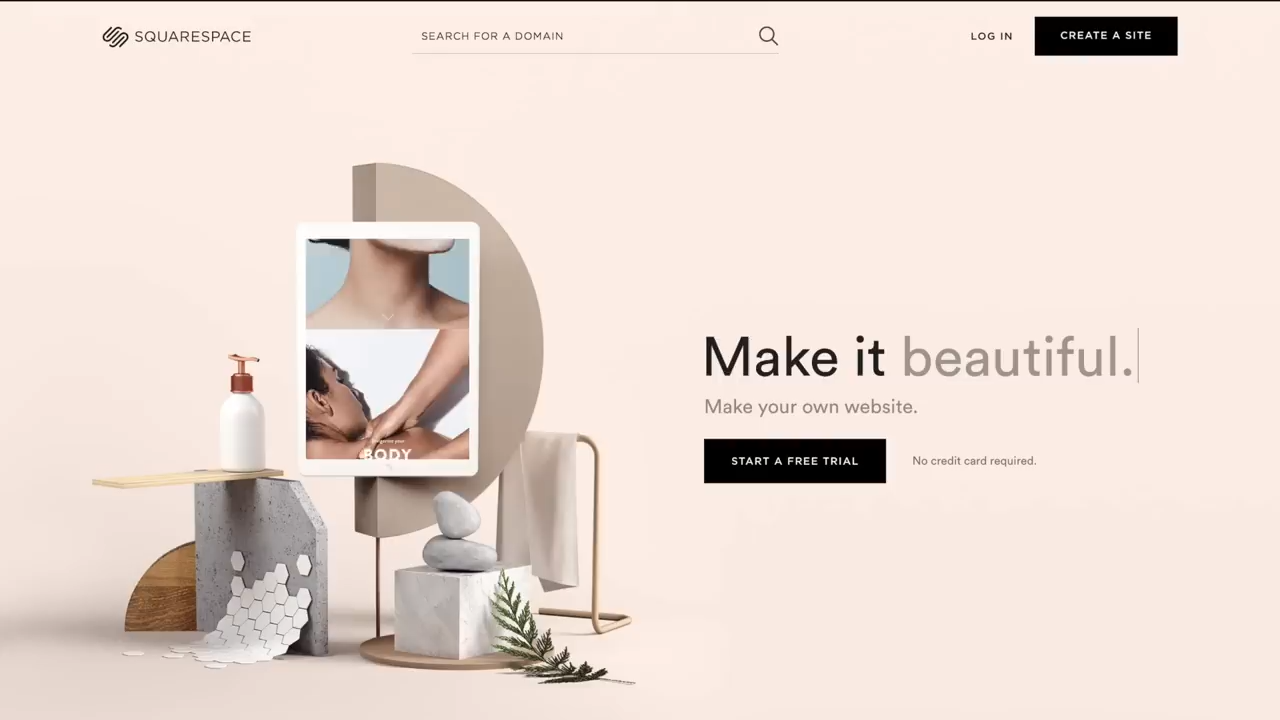 SQUARESPACE
SEARCH FOR A DOMAIN
LOG IN
CREATE A SITE
Make it beautiful.
Make your own website.
START A FREE TRIAL
No credit card required.
BODY